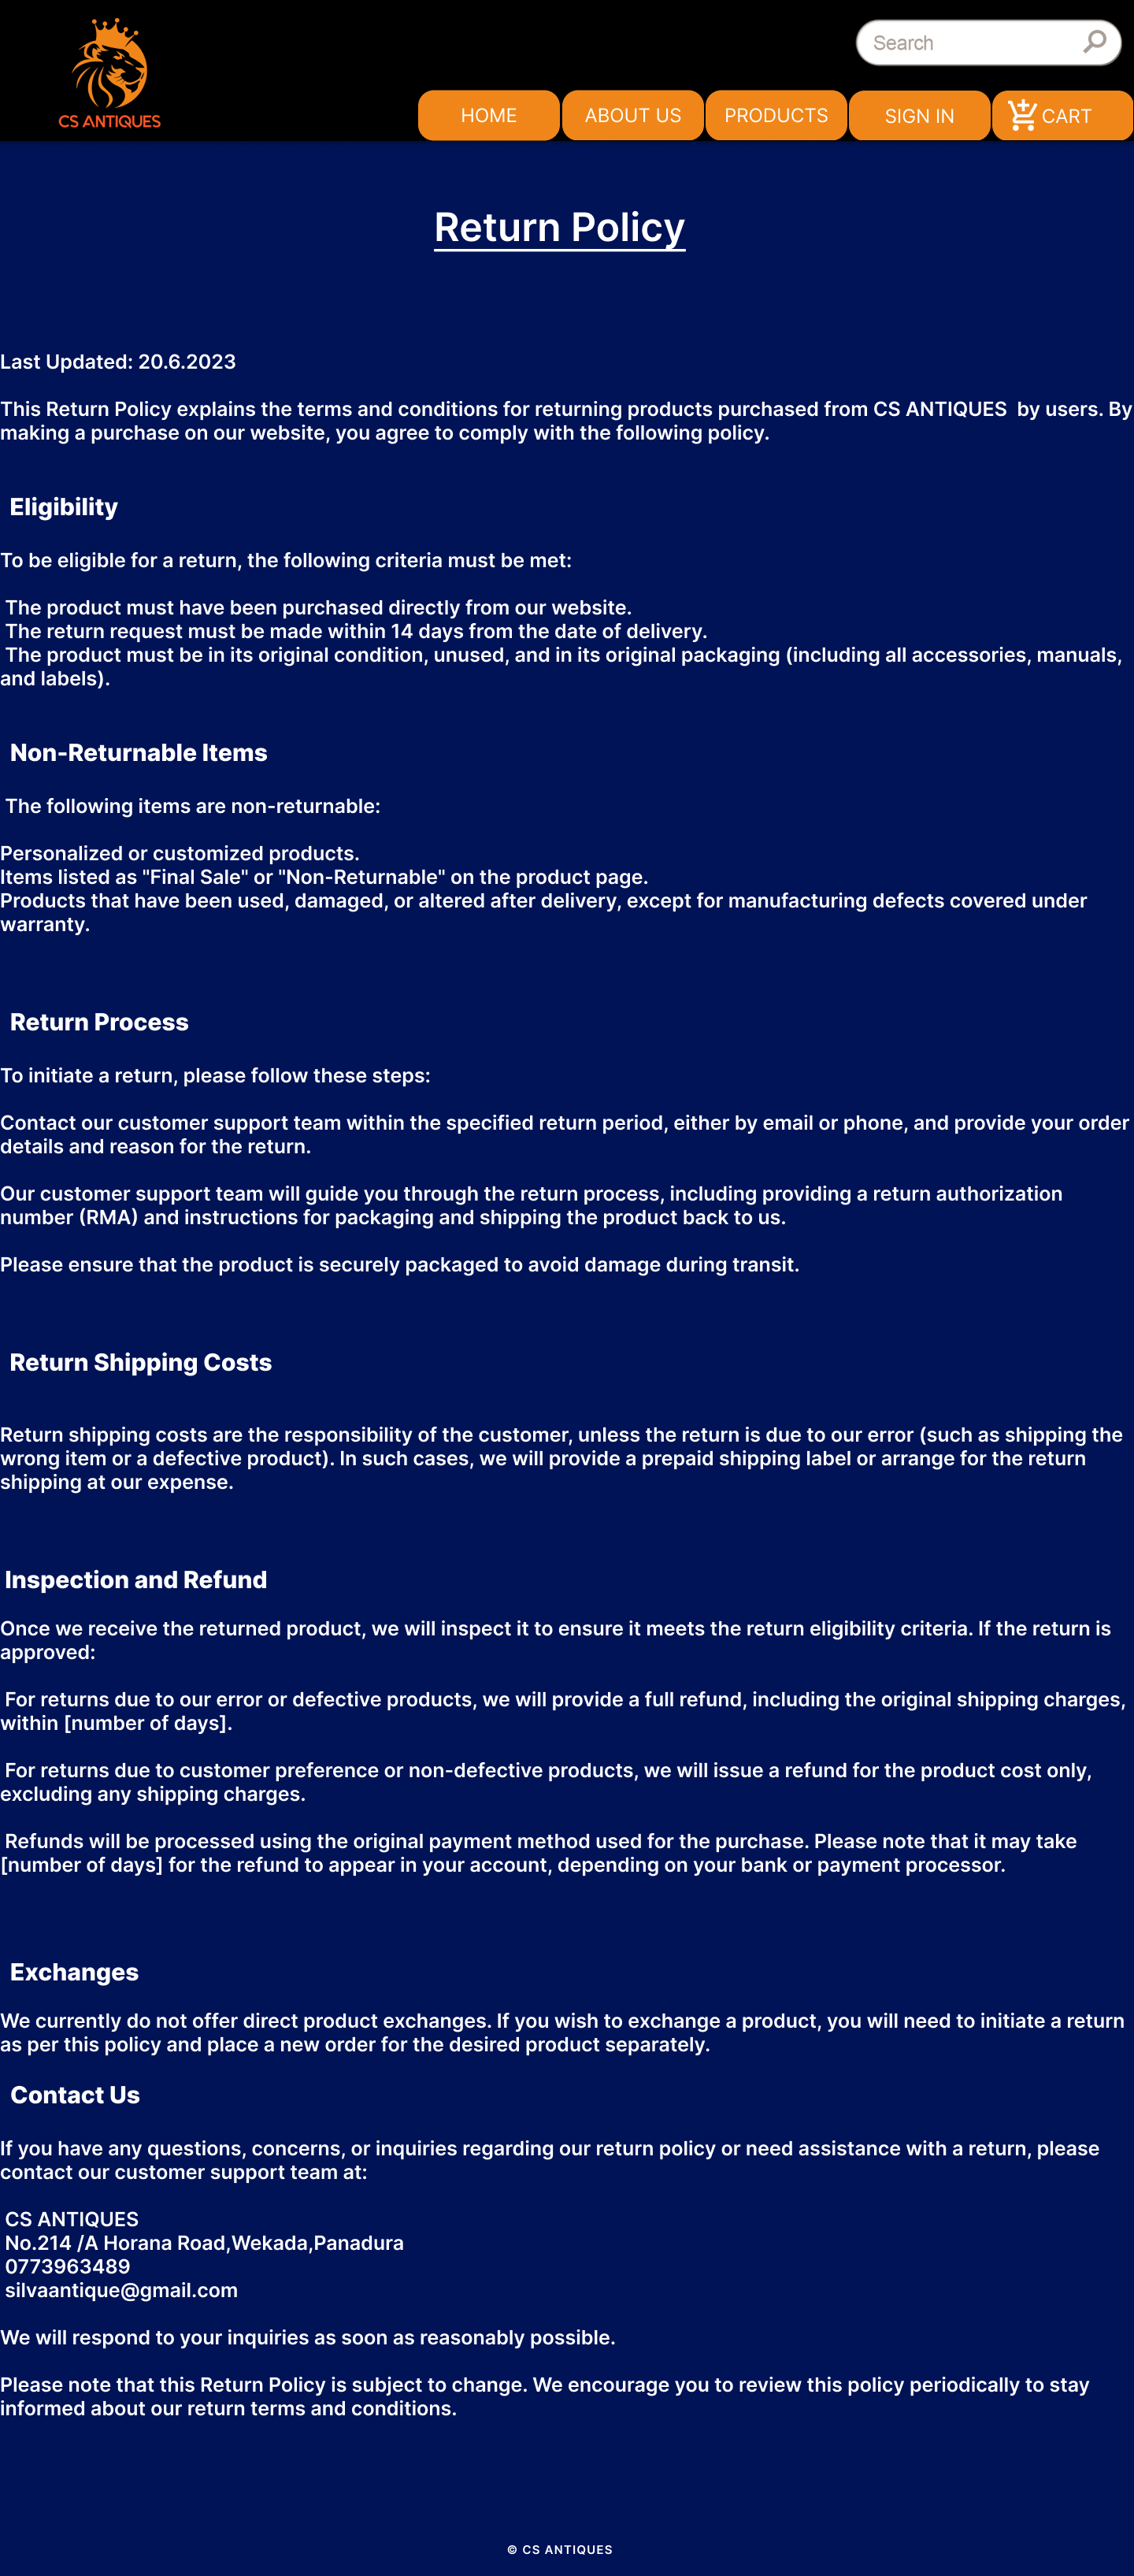 Search
CS ANTIQUES
HOME
ABOUT US
PRODUCTS
SIGN IN
CART
Return Policy
Last Updated: 20.6.2023
This Return Policy explains the terms and conditions for returning products purchased from CS ANTIQUES  by users. By
making a purchase on our website, you agree to comply with the following policy.
Eligibility
To be eligible for a return, the following criteria must be met:
The product must have been purchased directly from our website.
The return request must be made within 14 days from the date of delivery.
The product must be in its original condition, unused, and in its original packaging (including all accessories, manuals,
and labels).
Non-Returnable Items
The following items are non-returnable:
Personalized or customized products.
Items listed as "Final Sale" or "Non-Returnable" on the product page.
Products that have been used, damaged, or altered after delivery, except for manufacturing defects covered under
warranty.
Return Process
To initiate a return, please follow these steps:
Contact our customer support team within the specified return period, either by email or phone, and provide your order
details and reason for the return.
Our customer support team will guide you through the return process, including providing a return authorization
number (RMA) and instructions for packaging and shipping the product back to us.
Please ensure that the product is securely packaged to avoid damage during transit.
Return Shipping Costs
Return shipping costs are the responsibility of the customer, unless the return is due to our error (such as shipping the
wrong item or a defective product). In such cases, we will provide a prepaid shipping label or arrange for the return
shipping at our expense.
Inspection and Refund
Once we receive the returned product, we will inspect it to ensure it meets the return eligibility criteria. If the return is
approved:
For returns due to our error or defective products, we will provide a full refund, including the original shipping charges,
within [number of days].
For returns due to customer preference or non-defective products, we will issue a refund for the product cost only,
excluding any shipping charges.
Refunds will be processed using the original payment method used for the purchase. Please note that it may take
[number of days] for the refund to appear in your account, depending on your bank or payment processor.
Exchanges
We currently do not offer direct product exchanges. If you wish to exchange a product, you will need to initiate a return
as per this policy and place a new order for the desired product separately.
Contact Us
If you have any questions, concerns, or inquiries regarding our return policy or need assistance with a return, please
contact our customer support team at:
CS ANTIQUES
No.214 /A Horana Road,Wekada,Panadura
0773963489
silvaantique@gmail.com
We will respond to your inquiries as soon as reasonably possible.
Please note that this Return Policy is subject to change. We encourage you to review this policy periodically to stay
informed about our return terms and conditions.
© CS ANTIQUES